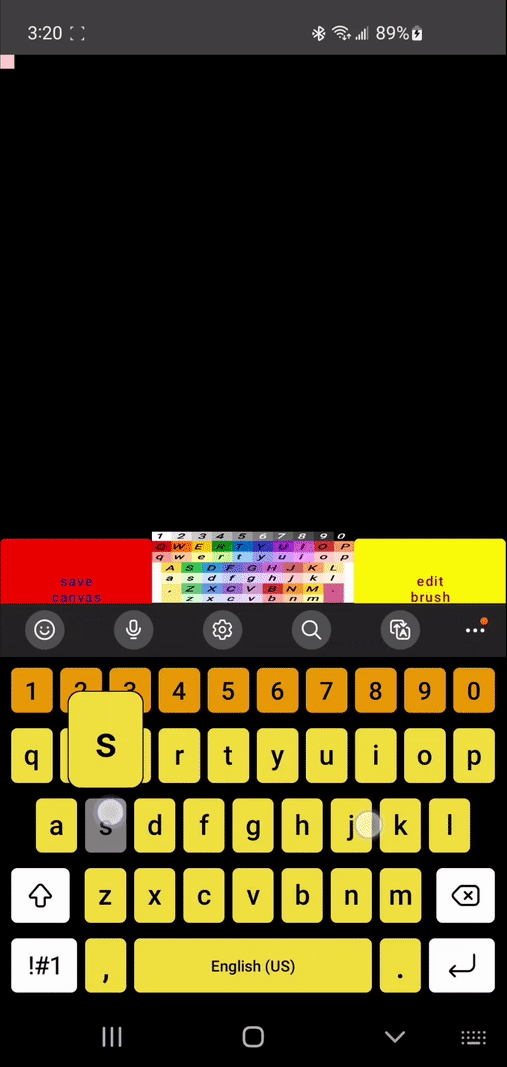 3:20 89%
1 2 3 4 5 6 7 8 9 0
Q W E R T Y U I O P
q w e r t y u i o p
A S D F G H J K L
a s d f g h j k l
. Z X C V B N M .
z x c v b n m
save
canvas
edit
brush
1 2 3 4 5 6 7 8 9 0
q r t y u i o p
s
a s d f g h j k l
z x c v b n m
!#1 , English (US) .